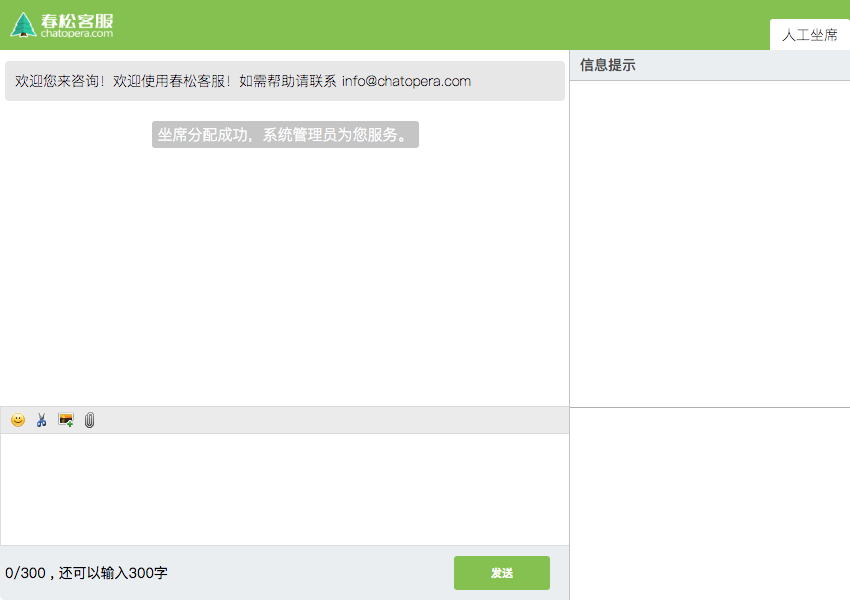 春松客服
chatopera.com
人工坐席
欢迎您来咨询！欢迎使用春松客服！如需帮助请联系 info@chatopera.com
信息提示
坐席分配成功，系统管理员为您服务。
0/300 , 还可以输入300字
发送